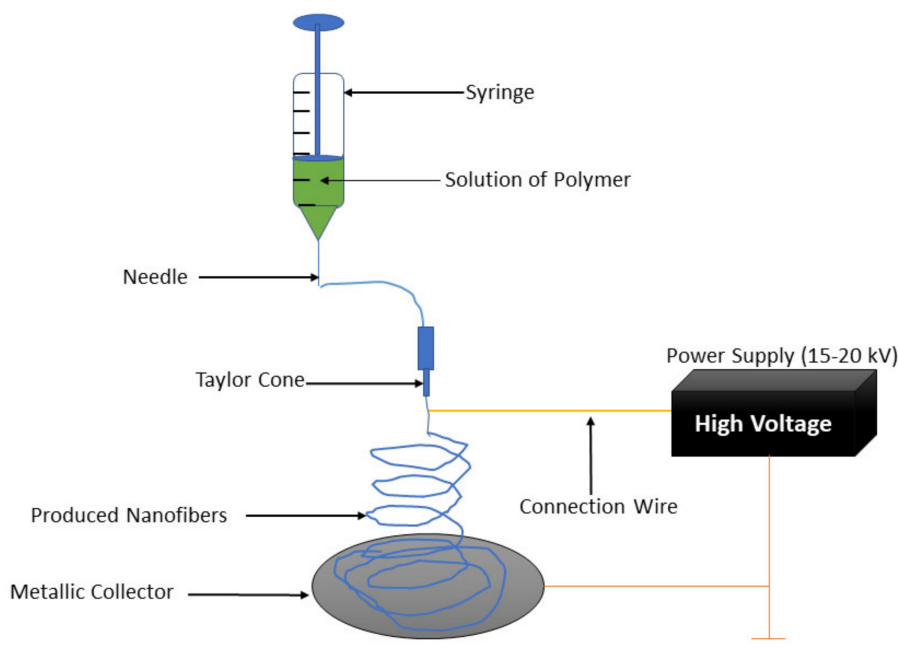 Syringe
Solution of Polymer
Needle
Power Supply (15-20 kV)
Taylor Cone
High Voltage
Connection Wire
Produced Nanofibers
Metallic Collector